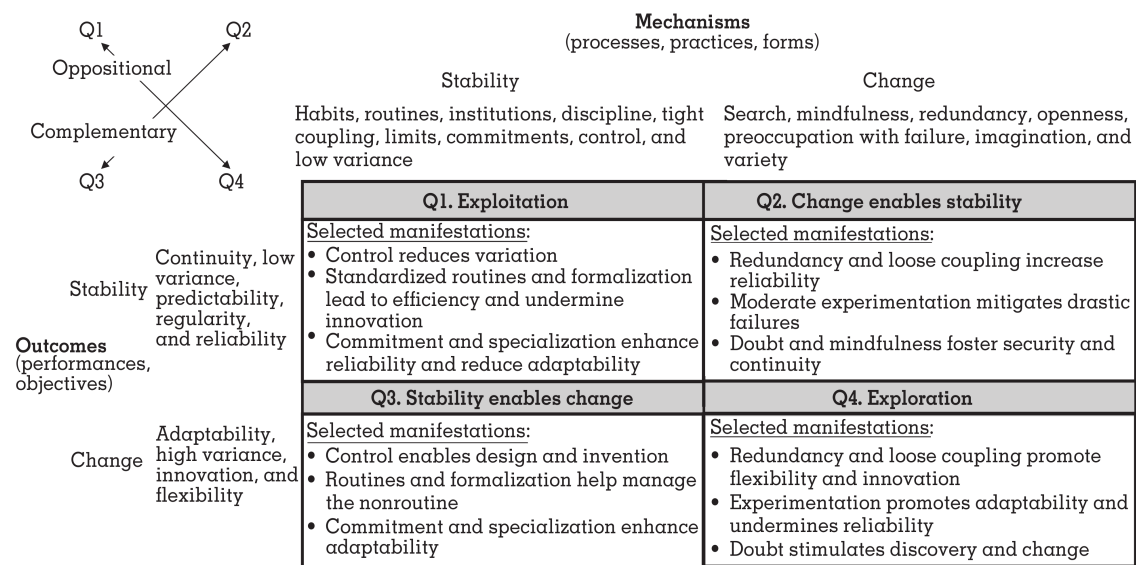 Q1
Q2
Oppositional
Complementary
Q3
Q4
Mechanisms
(processes, practices, forms)
Stability
Change
Habits, routines, institutions, discipline, tight
coupling, limits, commitments, control, and
low variance
Search, mindfulness, redundancy, openness,
preoccupation with failure, imagination, and
variety
Outcomes
(performances,
objectives)
Stability
Continuity, low
variance,
predictability,
regularity,
and reliability
Q1. Exploitation
Selected manifestations:
• Control reduces variation
• Standardized routines and formalization
lead to efficiency and undermine
innovation
• Commitment and specialization enhance
reliability and reduce adaptability
Q2. Change enables stability
Selected manifestations:
• Redundancy and loose coupling increase
reliability
• Moderate experimentation mitigates drastic
failures
• Doubt and mindfulness foster security and
continuity
Change
Adaptability,
high variance,
innovation, and
flexibility
Q3. Stability enables change
Selected manifestations:
• Control enables design and invention
• Routines and formalization help manage
the nonroutine
• Commitment and specialization enhance
adaptability
Q4. Exploration
Selected manifestations:
• Redundancy and loose coupling promote
flexibility and innovation
• Experimentation promotes adaptability and
undermines reliability
• Doubt stimulates discovery and change